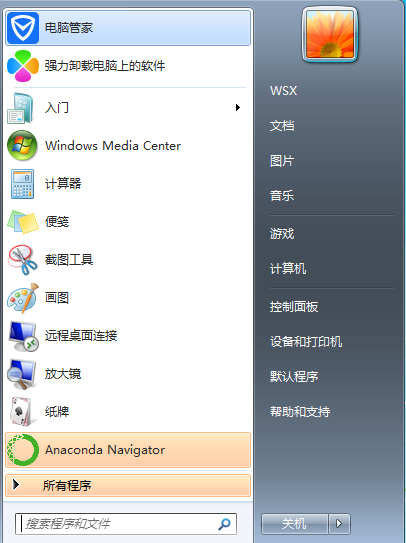 电脑管家
强力卸载电脑上的软件
入门
Windows Media Center
计算器
便笺
截图工具
画图
远程桌面连接
放大镜
纸牌
Anaconda Navigator
所有程序
搜索程序和文件
WSX
文档
图片
音乐
游戏
计算机
控制面板
设备和打印机
默认程序
帮助和支持
关机